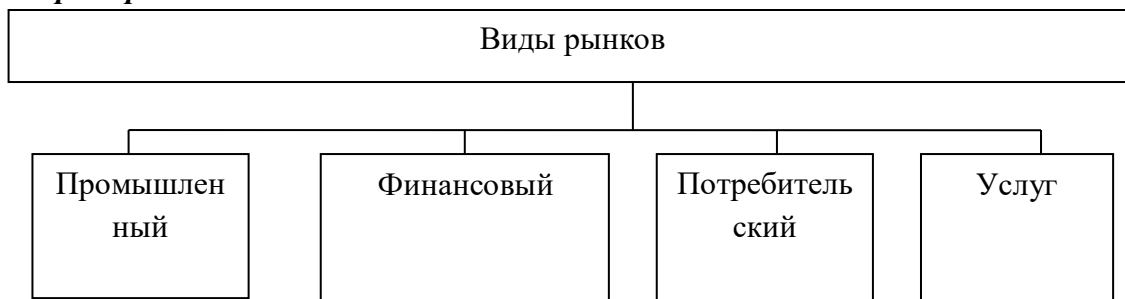 Виды рынков
Промышлен
ный
Финансовый
Потребитель
ский
Услуг